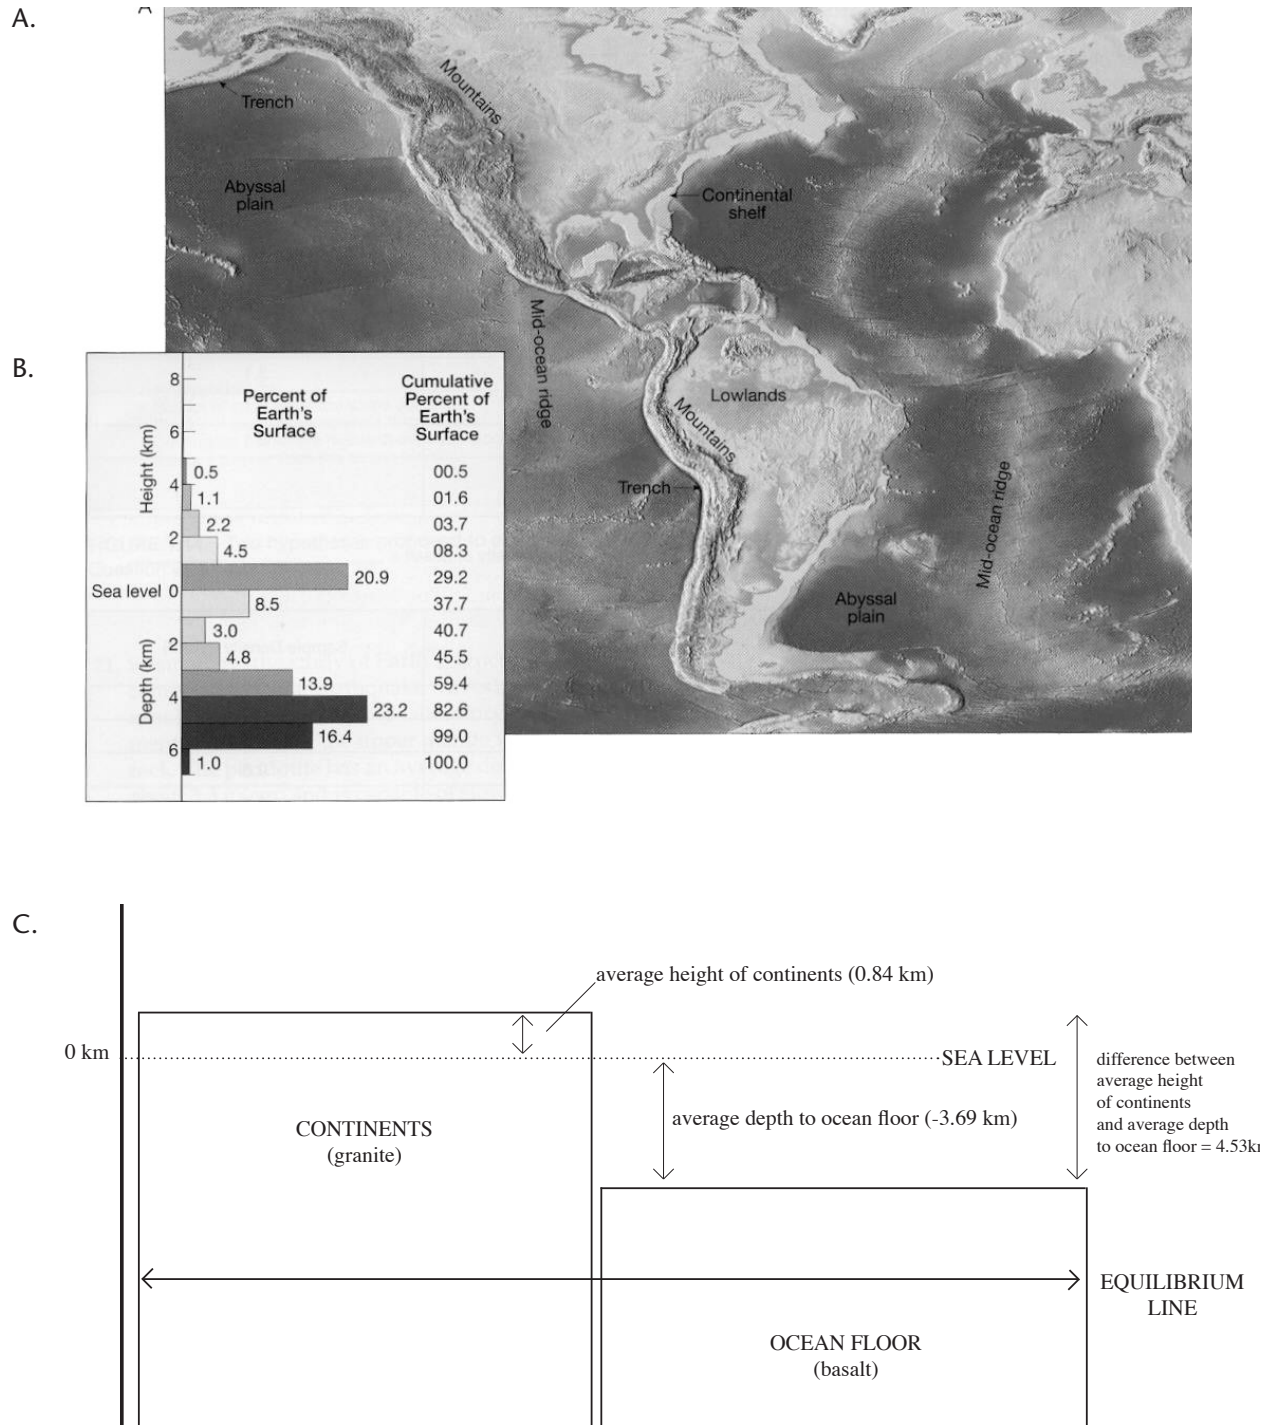 A.
Trench
Mountains
Abyssal
plain
Continental
shelf
Mid-ocean ridge
Lowlands
Mountains
Trench
Mid-ocean ridge
Abyssal
plain
B.
Percent of
Earth's
Surface
Cumulative
Percent of
Earth's
Surface
Height (km)
Depth (km)
8
6
0.5 00.5
4
1.1 01.6
2.2 03.7
2
4.5 08.3
20.9 29.2
Sea level 0
8.5 37.7
3.0 40.7
2
4.8 45.5
13.9 59.4
4
23.2 82.6
16.4 99.0
6
1.0 100.0
C.
average height of continents (0.84 km)
0 km
SEA LEVEL
difference between
average height
of continents
and average depth
to ocean floor = 4.53k
average depth to ocean floor (-3.69 km)
CONTINENTS
(granite)
EQUILIBRIUM
LINE
OCEAN FLOOR
(basalt)